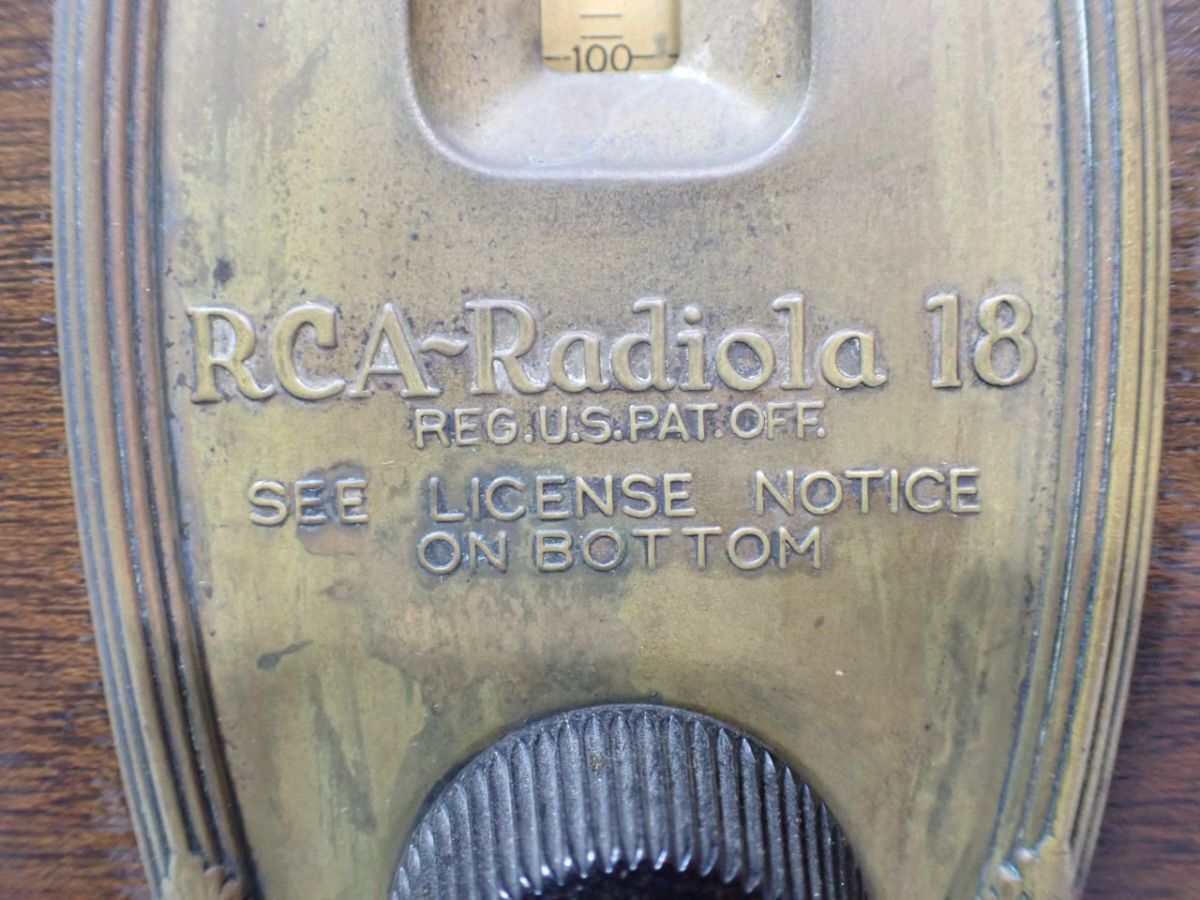 100
RCA~Radiola 18
REG.U.S.PAT.OFF.
SEE LICENSE NOTICE
ON BOTTOM